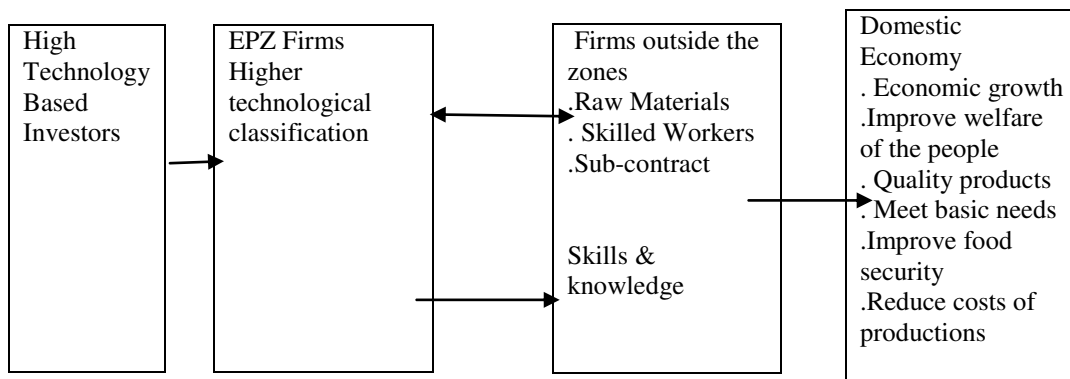 High
Technology
Based
Investors
EPZ Firms
Higher
technological
classification
Firms outside the
zones
.Raw Materials
. Skilled Workers
.Sub-contract
Skills &
knowledge
Domestic
Economy
. Economic growth
.Improve welfare
of the people
. Quality products
. Meet basic needs
.Improve food
security
.Reduce costs of
productions